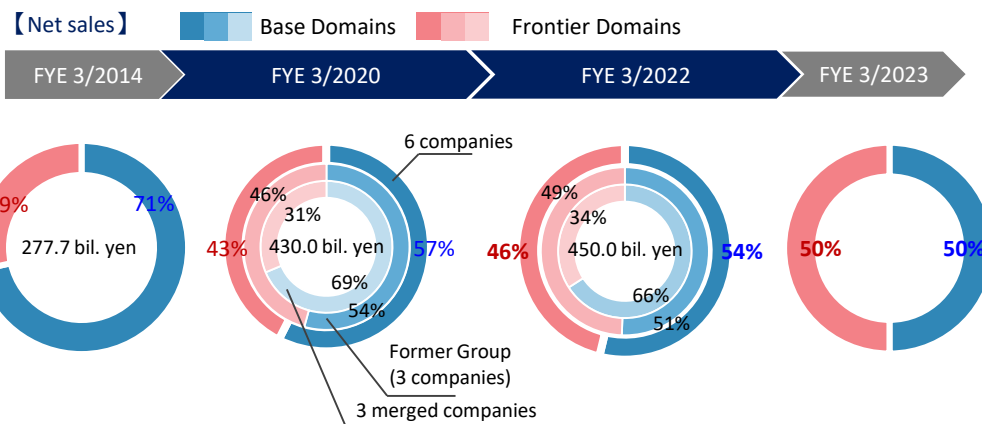 【Net sales】 Base Domains Frontier Domains
FYE 3/2014 FYE 3/2020 FYE 3/2022 FYE 3/2023
6 companies
9% 71% 277.7 bil. yen
46% 31% 43% 430.0 bil. yen 57% 69% 54%
49% 34% 46% 450.0 bil. yen 54% 66% 51%
50% 50%
Former Group
(3 companies)
3 merged companies